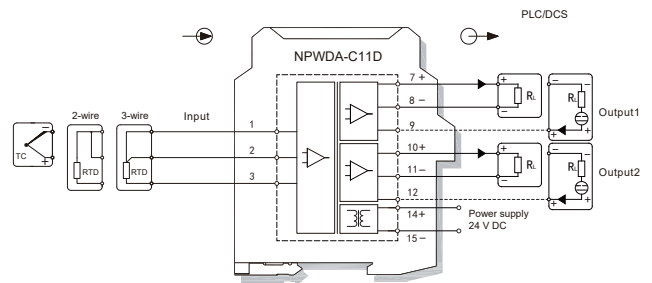 PLC/DCS
NPWDA-C11D
2-wire
3-wire
Input
TC
−
+
RTD
RTD
1
2
3
7 +
8 −
9
10+
11−
12
14+
15−
+
RL
−
−
RL
+
+
Output1
+
RL
−
−
RL
+
+
Output2
Power supply
24 V DC